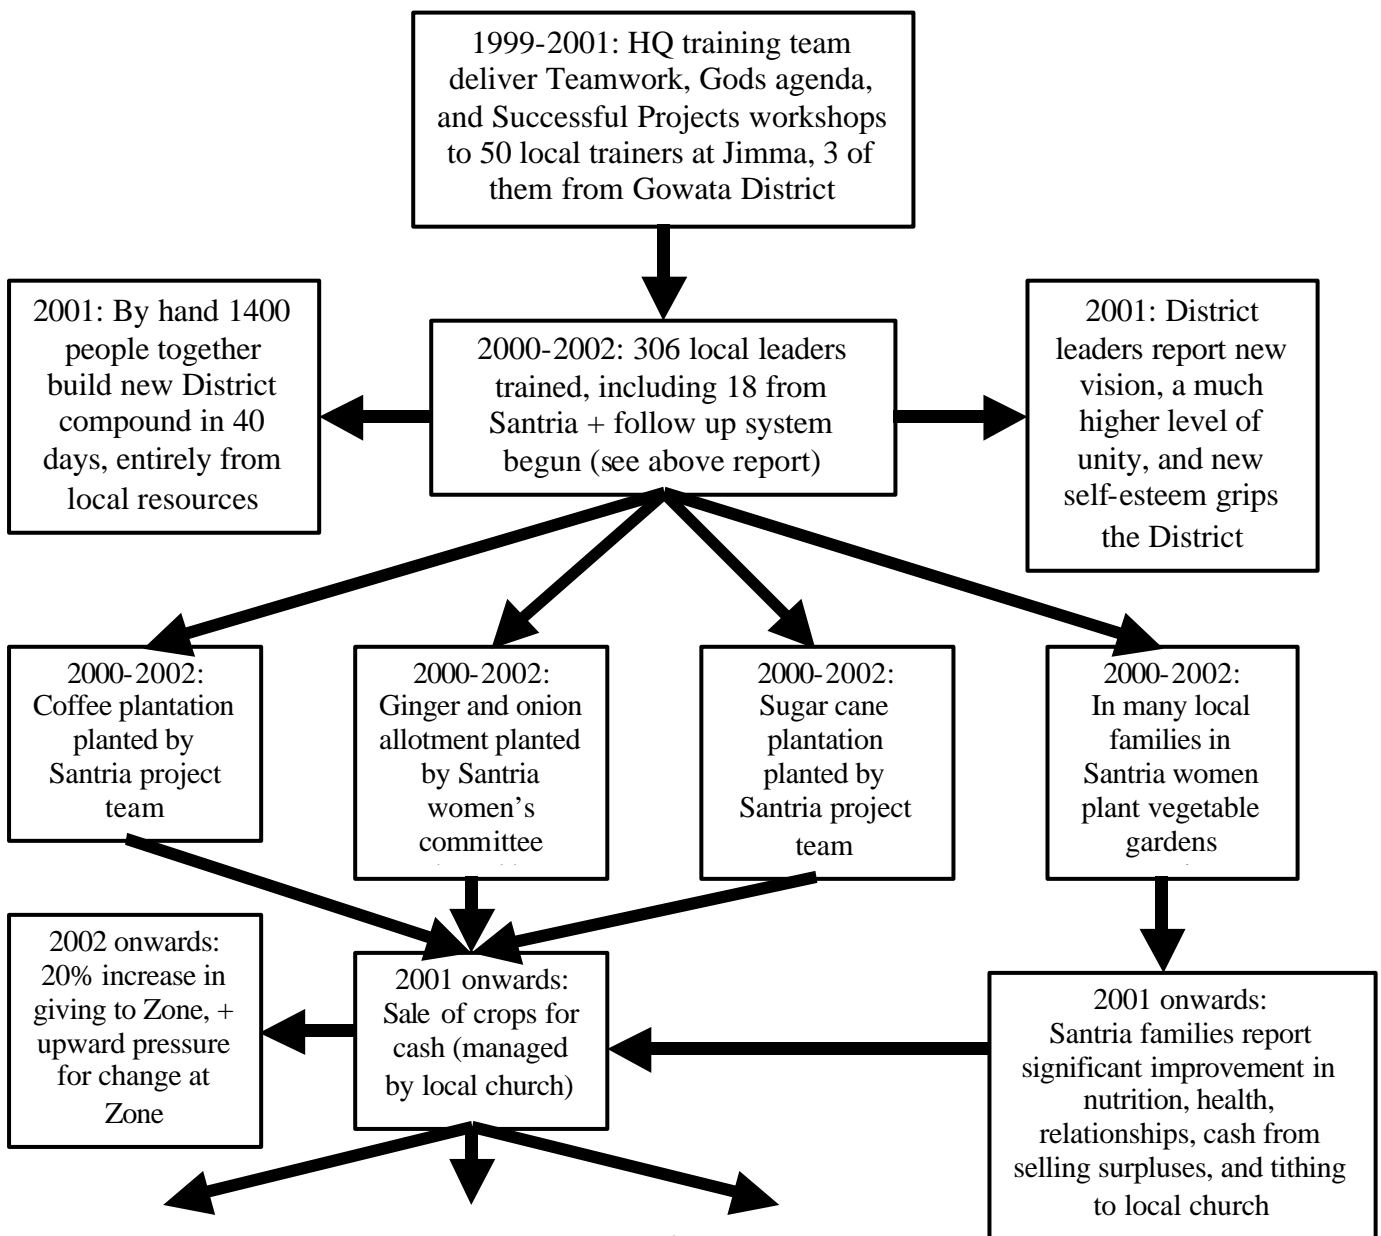 1999-2001: HQ training team
deliver Teamwork, Gods agenda,
and Successful Projects workshops
to 50 local trainers at Jimma, 3 of
them from Gowata District
2001: By hand 1400
people together
build new District
compound in 40
days, entirely from
local resources
2000-2002: 306 local leaders
trained, including 18 from
Santria + follow up system
begun (see above report)
2001: District
leaders report new
vision, a much
higher level of
unity, and new
self-esteem grips
the District
2000-2002:
Coffee plantation
planted by
Santria project
team
2000-2002:
Ginger and onion
allotment planted
by Santria
women’s
committee
2000-2002:
Sugar cane
plantation
planted by
Santria project
team
2000-2002:
In many local
families in
Santria women
plant vegetable
gardens
2002 onwards:
20% increase in
giving to Zone, +
upward pressure
for change at
Zone
2001 onwards:
Sale of crops for
cash (managed
by local church)
2001 onwards:
Santria families report
significant improvement in
nutrition, health,
relationships, cash from
selling surpluses, and tithing
to local church